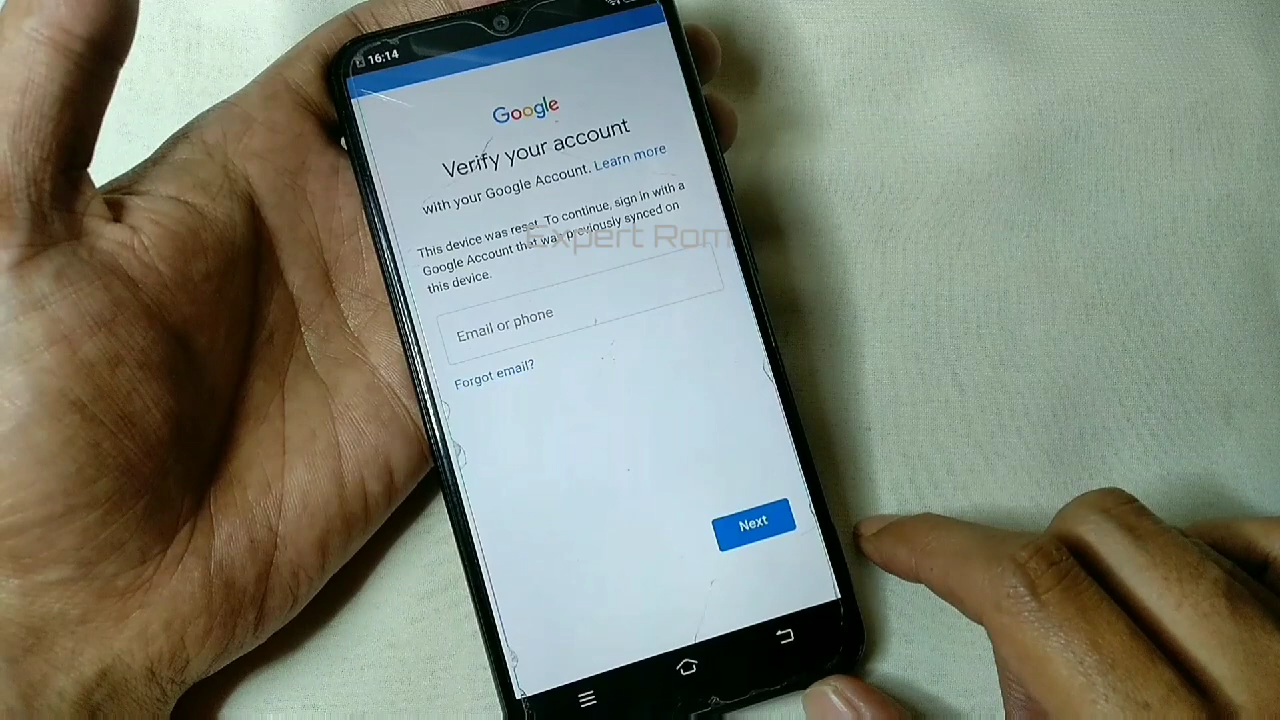 16:14
Google
Verify your account
with your Google Account. Learn more
This device was reset. To continue, sign in with a
Google Account that was previously synced on
this device.
Expert Rom
Email or phone
Forgot email?
Next